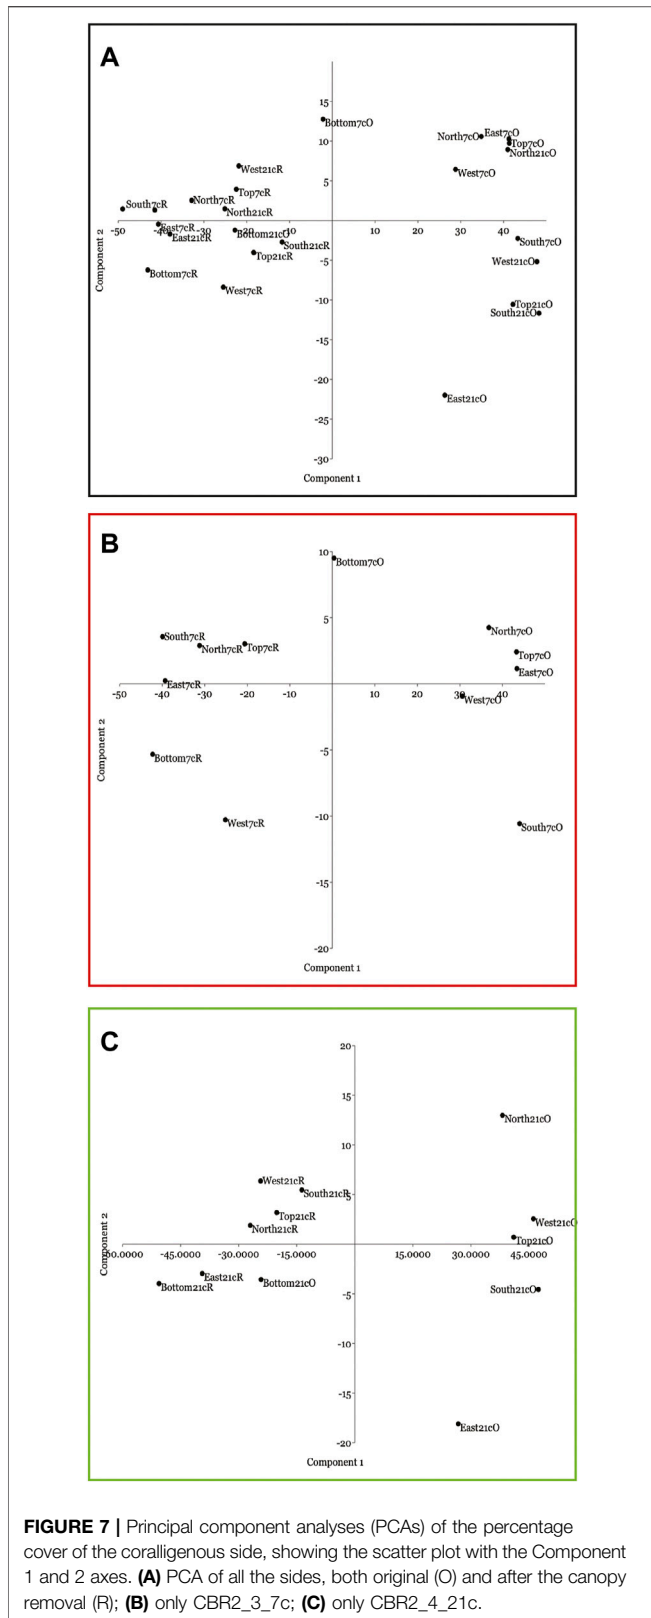 A
15
Bottom7cO
10
North7cO
East7cO
Top7cO
North21cO
West21cR
West7cO
5
Top7cR
South7cR
North7cR
North21cR
East7cR
-50
-40
-30
-20
-10
10
20
30
40
East21cR
Bottom21cO
South21cR
South7cO
Top21cR
-5
West21cO
Bottom7cR
West7cR
-10
Top21cO
South21cO
-15
-20
East21cO
-25
-30
Component 2
Component 1
B
10
Bottom7cO
5
North7cO
South7cR
North7cR
Top7cR
Top7cO
East7cO
East7cR
West7cO
-50
-40
-30
-20
-10
10
20
30
40
-5
Bottom7cR
-10
West7cR
South7cO
-15
-20
Component 2
Component 1
C
20
15
North21cO
10
West21cR
South21cR
5
Top21cR
North21cR
West21cO
Top21cO
-60.0000
-45.0000
-30.0000
-15.0000
15.0000
30.0000
45.0000
East21cR
Bottom21cR
Bottom21cO
-5
South21cO
-10
-15
East21cO
-20
Component 2
Component 1
FIGURE 7 | Principal component analyses (PCAs) of the percentage
cover of the coralligenous side, showing the scatter plot with the Component
1 and 2 axes. (A) PCA of all the sides, both original (O) and after the canopy
removal (R); (B) only CBR2_3_7c; (C) only CBR2_4_21c.